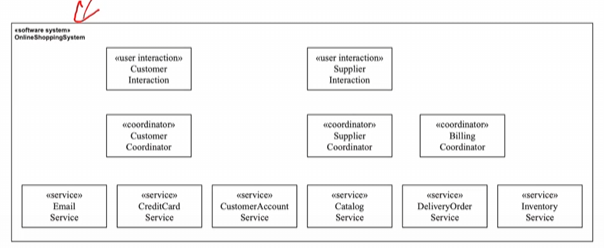 «software system»
OnlineShoppingSystem
«user interaction»
Customer
Interaction
«user interaction»
Supplier
Interaction
«coordinator»
Customer
Coordinator
«coordinator»
Supplier
Coordinator
«coordinator»
Billing
Coordinator
«service»
Email
Service
«service»
CreditCard
Service
«service»
CustomerAccount
Service
«service»
Catalog
Service
«service»
DeliveryOrder
Service
«service»
Inventory
Service